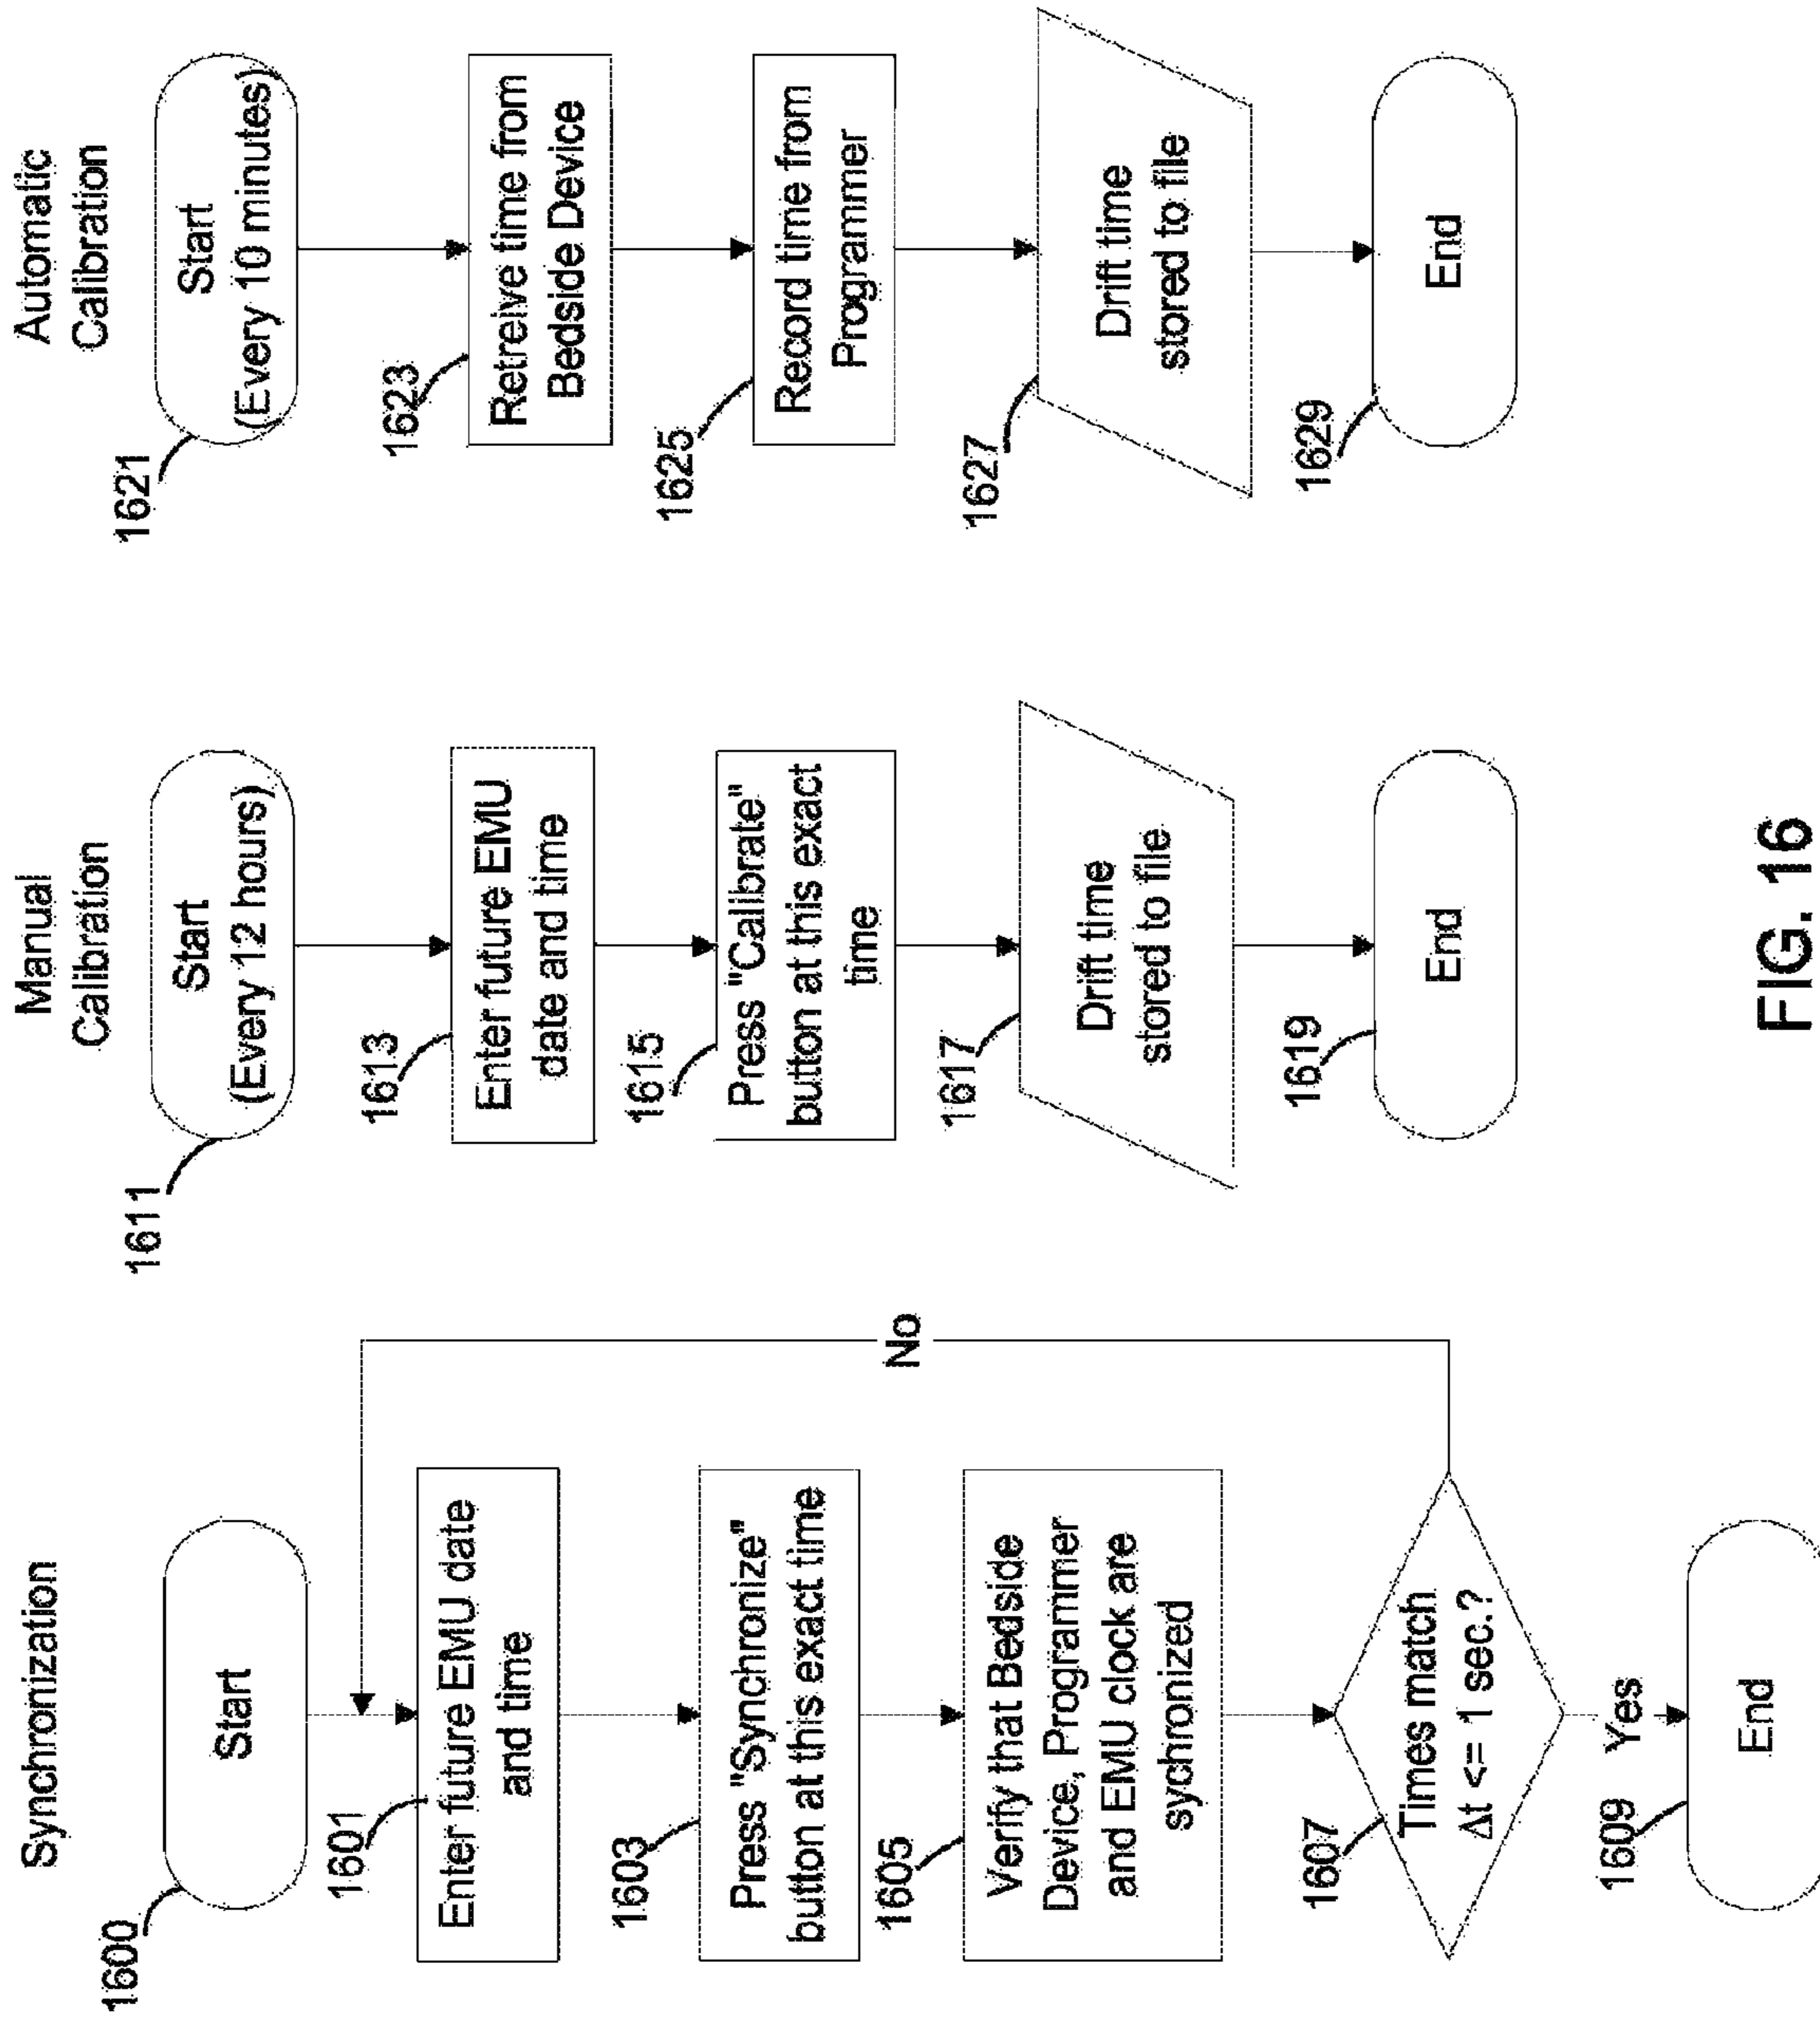 Synchronization
1600
Start
1601
Enter future EMU date
and time
1603
Press "Synchronize"
button at this exact time
1605
Verify that Bedside
Device, Programmer
and EMU clock are
sychronized
1607
Times match
Δt <= 1 sec.?
No
Yes
1609
End
Manual
Calibration
1611
Start
(Every 12 hours)
1613
Enter future EMU
date and time
1615
Press "Calibrate"
button at this exact
time
1617
Drift time
stored to file
1619
End
Automatic
Calibration
1621
Start
(Every 10 minutes)
1623
Retreive time from
Bedside Device
1625
Record time from
Programmer
1627
Drift time
stored to file
1629
End
FIG. 16